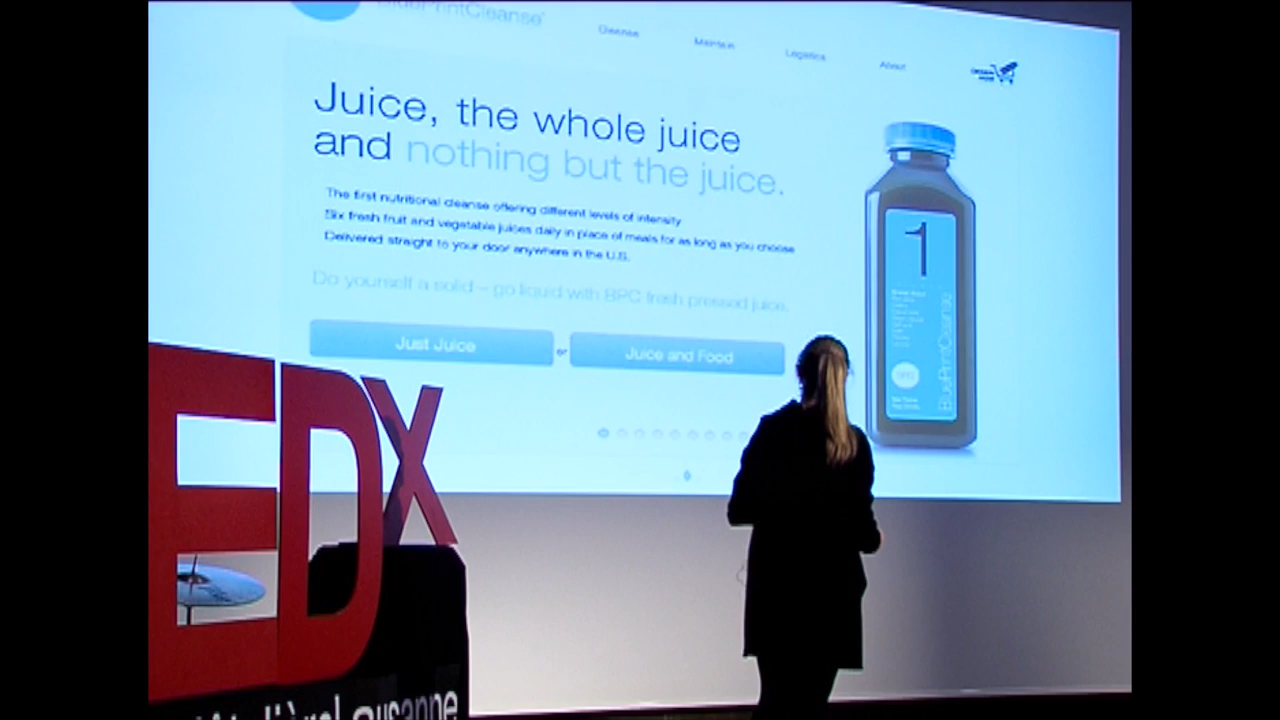 BluePrintCleanse
Cleanse
Maintain
Logistics
About
Juice, the whole juice
and nothing but the juice.
The first nutritional cleanse offering different levels of intensity
Six fresh fruit and vegetable juices daily in place of meals for as long as you choose
Delivered straight to your door anywhere in the U.S.
Do yourself a solid – go liquid with BPC fresh pressed juice.
Just Juice
or
Juice and Food
1
BluePrintCleanse
BPC
EDx